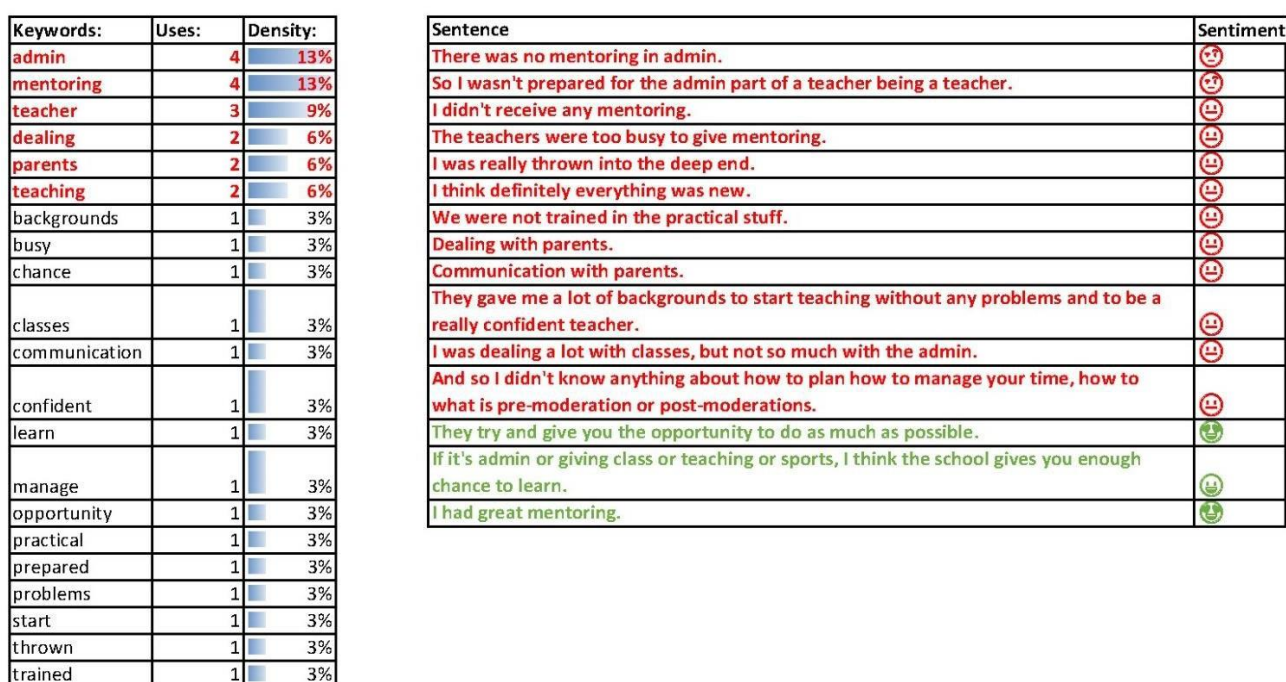 Keywords: Uses: Density:
admin 4 13%
mentoring 4 13%
teacher 3 9%
dealing 2 6%
parents 2 6%
teaching 2 6%
backgrounds 1 3%
busy 1 3%
chance 1 3%
classes 1 3%
communication 1 3%
confident 1 3%
learn 1 3%
manage 1 3%
opportunity 1 3%
practical 1 3%
prepared 1 3%
problems 1 3%
start 1 3%
thrown 1 3%
trained 1 3%
Sentence Sentiment
There was no mentoring in admin.
So I wasn't prepared for the admin part of a teacher being a teacher.
I didn't receive any mentoring.
The teachers were too busy to give mentoring.
I was really thrown into the deep end.
I think definitely everything was new.
We were not trained in the practical stuff.
Dealing with parents.
Communication with parents.
They gave me a lot of backgrounds to start teaching without any problems and to be a
really confident teacher.
I was dealing a lot with classes, but not so much with the admin.
And so I didn't know anything about how to plan how to manage your time, how to
what is pre-moderation or post-moderations.
They try and give you the opportunity to do as much as possible.
If it's admin or giving class or teaching or sports, I think the school gives you enough
chance to learn.
I had great mentoring.